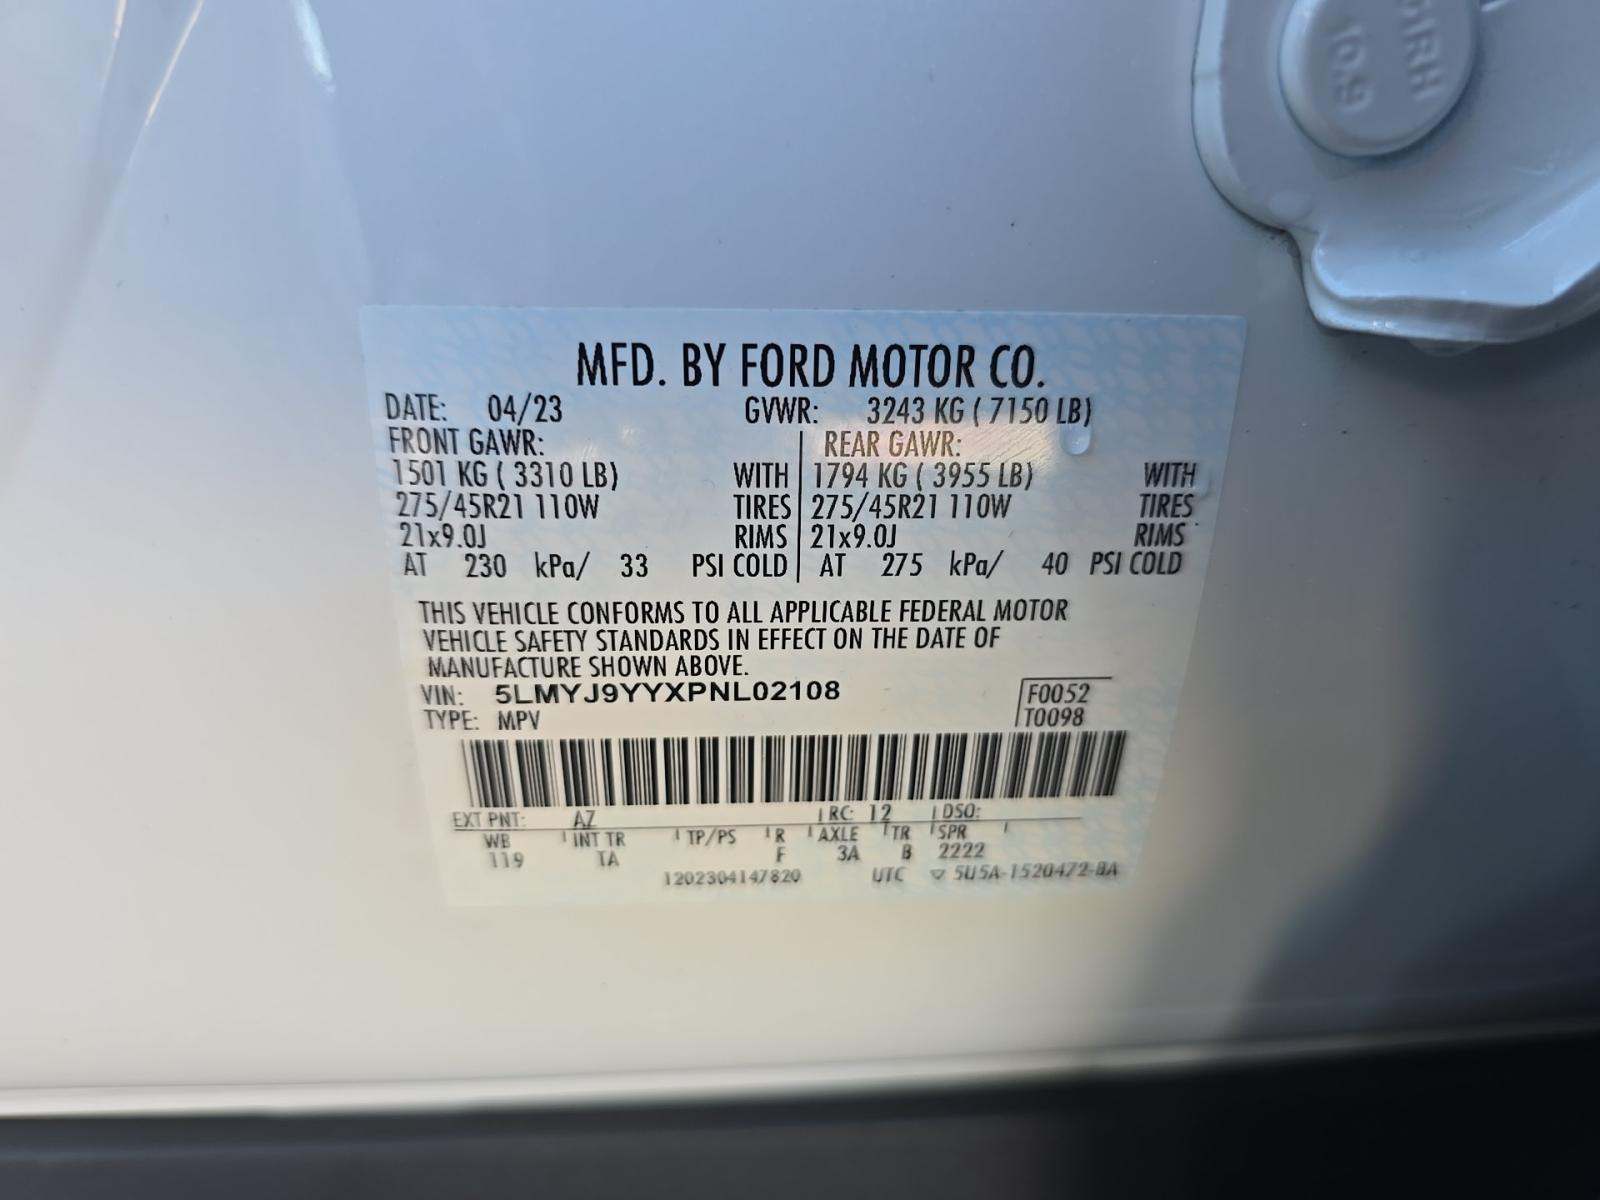 51RH
10.9
MFD. BY FORD MOTOR CO.
DATE: 04/23 GVWR: 3243 KG ( 7150 LB)
FRONT GAWR: REAR GAWR:
1501 KG ( 3310 LB) WITH 1794 KG ( 3955 LB) WITH
275/45R21 110W TIRES 275/45R21 110W TIRES
21x9.0J RIMS 21x9.0J RIMS
AT 230 kPa/ 33 PSI COLD AT 275 kPa/ 40 PSI COLD
THIS VEHICLE CONFORMS TO ALL APPLICABLE FEDERAL MOTOR
VEHICLE SAFETY STANDARDS IN EFFECT ON THE DATE OF
MANUFACTURE SHOWN ABOVE.
VIN: 5LMYJ9YYXPNL02108 F0052
TYPE: MPV T0098
EXT PNT: AZ RC: 12 DSO:
WB INT TR TP/PS R AXLE TR SPR
119 TA F 3A B 2222
1202304147820 UTC ▽ 5U5A-1520472-BA